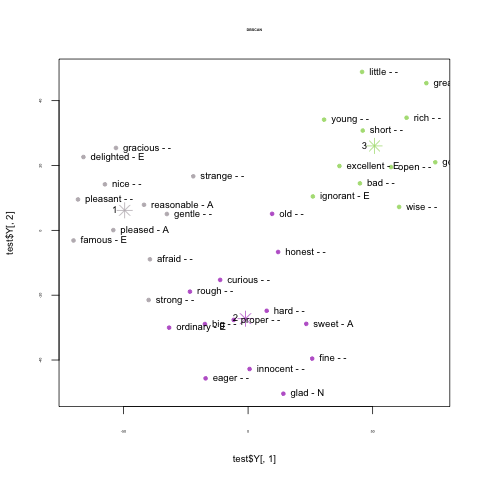 DBSCAN
little - -
grea
young - -
rich - -
short - -
3
gracious - -
delighted - E
excellent - E
open - -
go
strange - -
nice - -
bad - -
pleasant - -
ignorant - E
reasonable - A
wise - -
1
gentle - -
old - -
pleased - A
famous - E
honest - -
afraid - -
curious - -
rough - -
strong - -
hard - -
2
proper - -
big - -
sweet - A
ordinary - E
fine - -
innocent - -
eager - -
glad - N
test$Y[, 2]
test$Y[, 1]